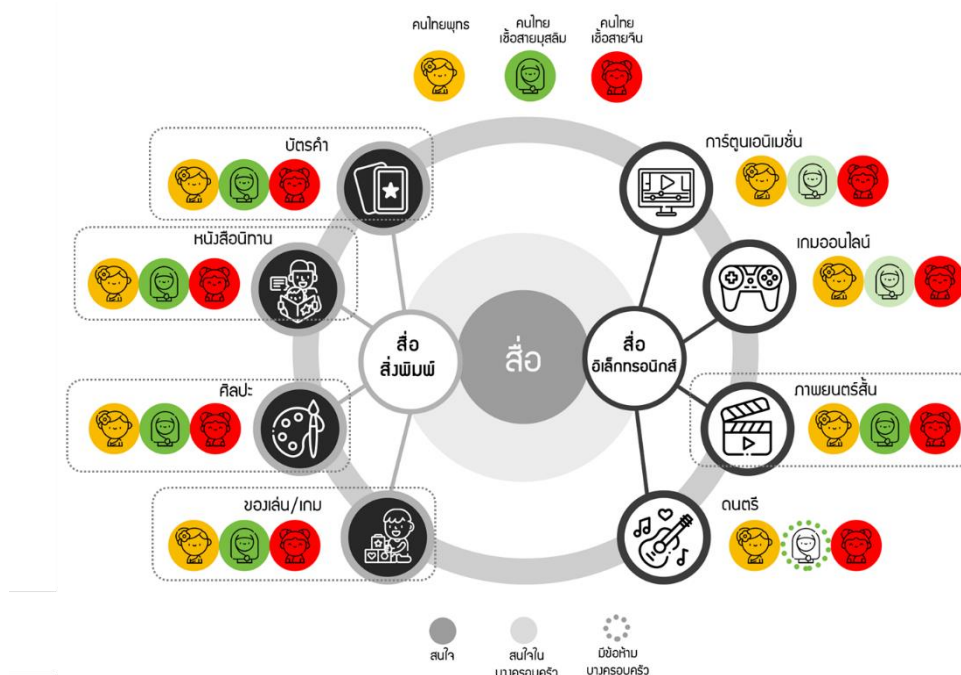 คนไทยพุทธ
คนไทย
เชื้อสายมุสลิม
คนไทย
เชื้อสายจีน
บัตรคำ
การ์ตูนเอนิเมชั่น
หนังสือนิทาน
เกมออนไลน์
สื่อ
สิ่งพิมพ์
สื่อ
สื่อ
อิเล็กทรอนิกส์
ศิลปะ
ภาพยนตร์สั้น
ของเล่น/เกม
ดนตรี
สนใจ
สนใจใน
บางครอบครัว
มีข้อห้าม
บางครอบครัว